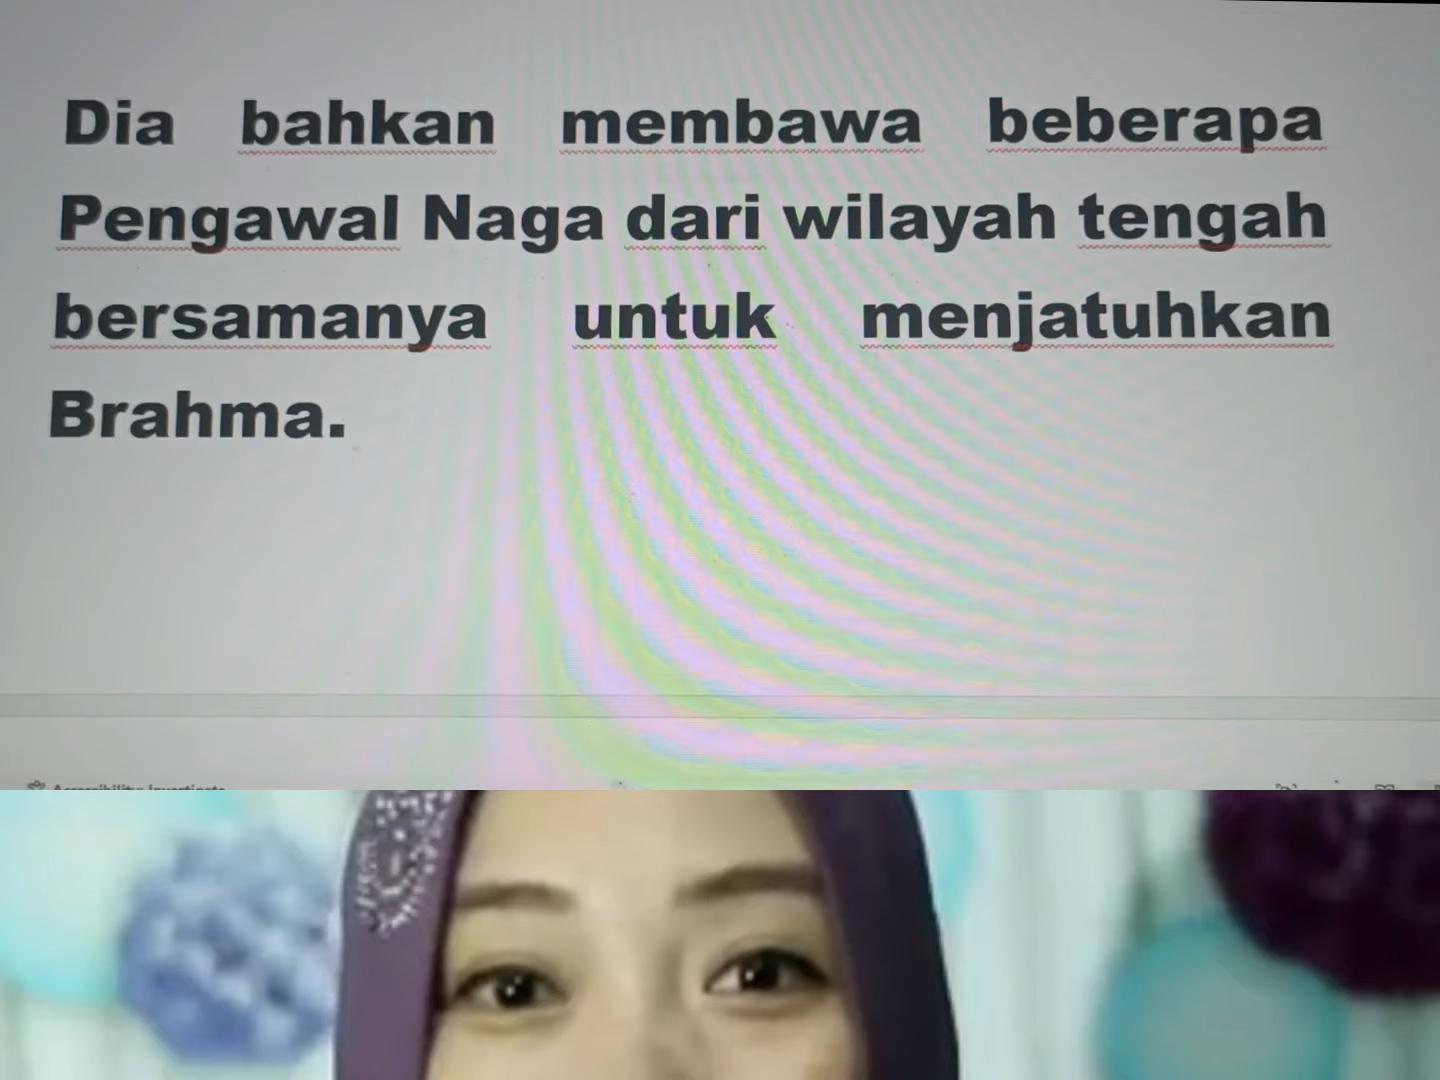 Dia bahkan membawa beberapa
Pengawal Naga dari wilayah tengah
bersamanya untuk menjatuhkan
Brahma.